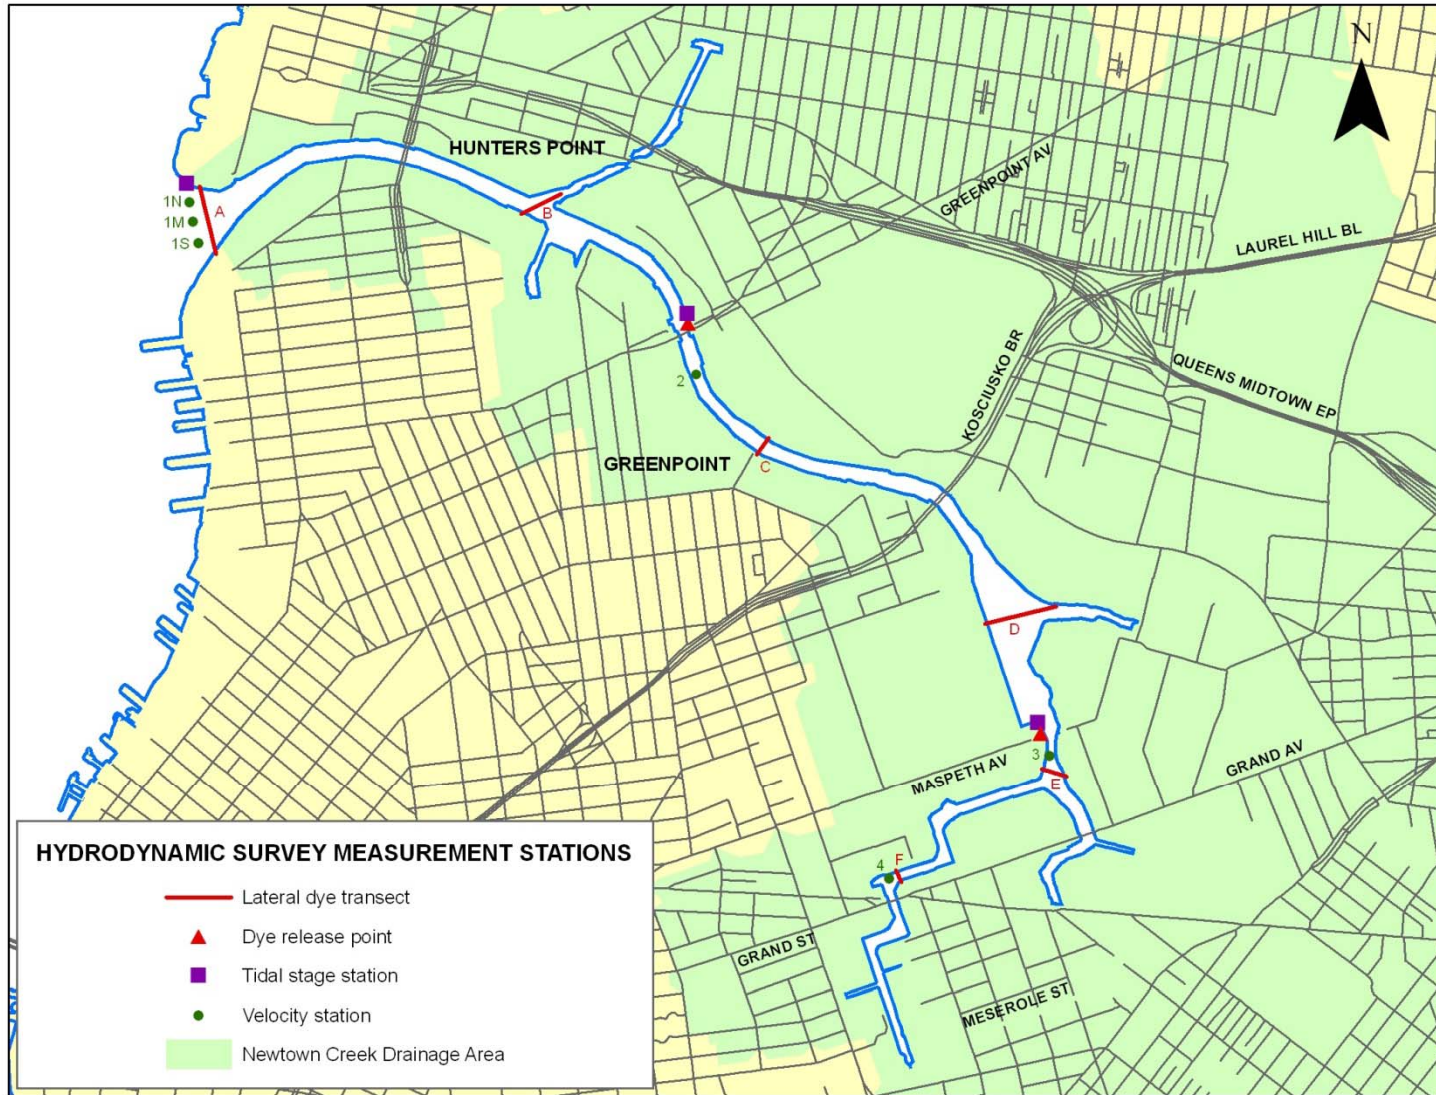 N
HUNTERS POINT
GREENPOINT AV
1N
A
1M
B
1S
LAUREL HILL BL
KOSCIUSKO BR
QUEENS MIDTOWN EP
2
GREENPOINT
C
D
3
MASPETH AV
GRAND AV
E
4
F
GRAND ST
MESEROLE ST
HYDRODYNAMIC SURVEY MEASUREMENT STATIONS
Lateral dye transect
Dye release point
Tidal stage station
Velocity station
Newtown Creek Drainage Area